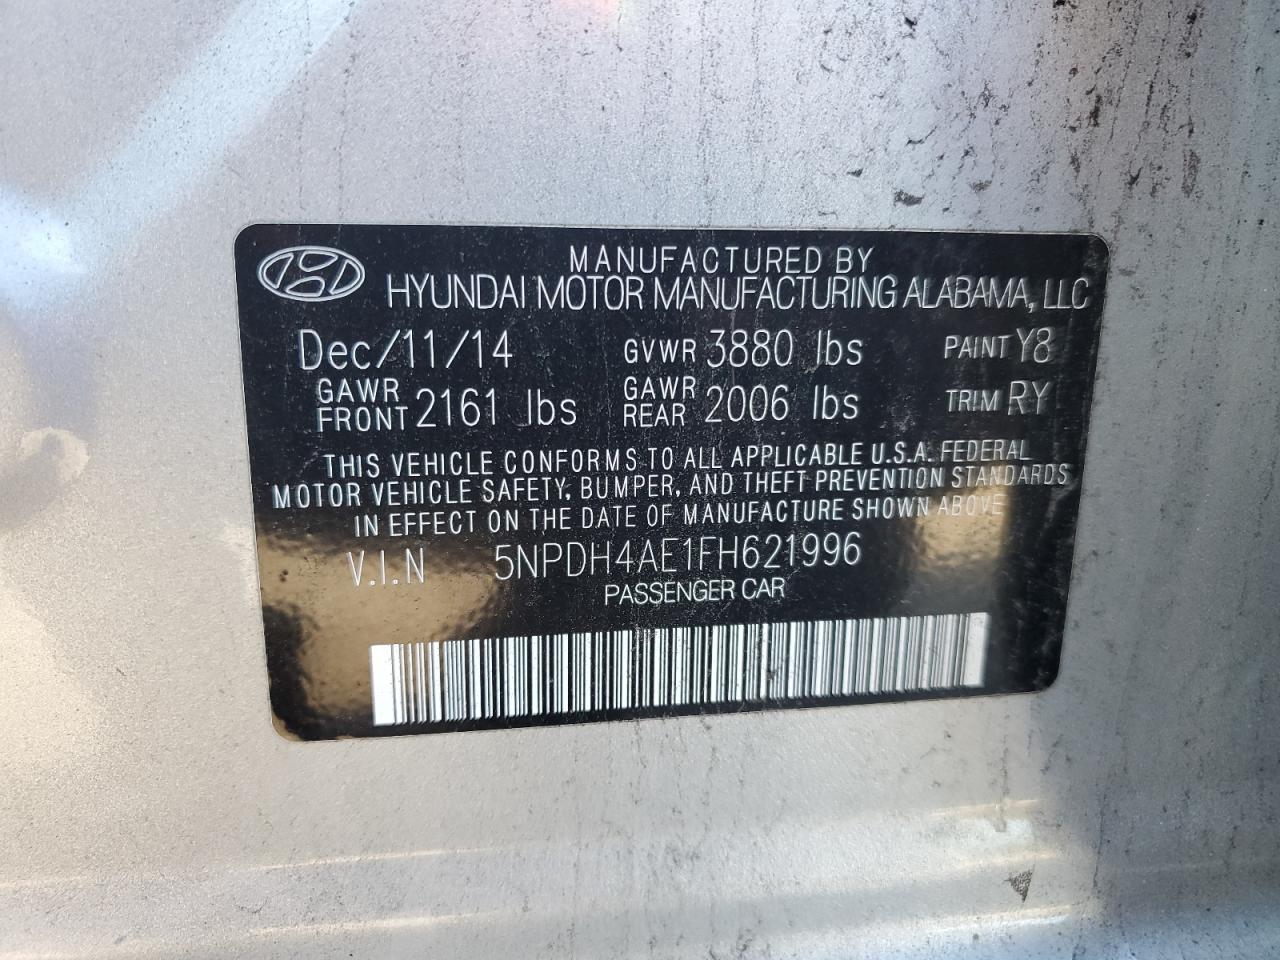 MANUFACTURED BY
HYUNDAI MOTOR MANUFACTURING ALABAMA, LLC
Dec/11/14 GVWR 3880 lbs PAINT Y8
GAWR FRONT 2161 lbs GAWR REAR 2006 lbs TRIM RY
THIS VEHICLE CONFORMS TO ALL APPLICABLE U.S.A. FEDERAL
MOTOR VEHICLE SAFETY, BUMPER, AND THEFT PREVENTION STANDARDS
IN EFFECT ON THE DATE OF MANUFACTURE SHOWN ABOVE
V.I.N 5NPDH4AE1FH621996
PASSENGER CAR